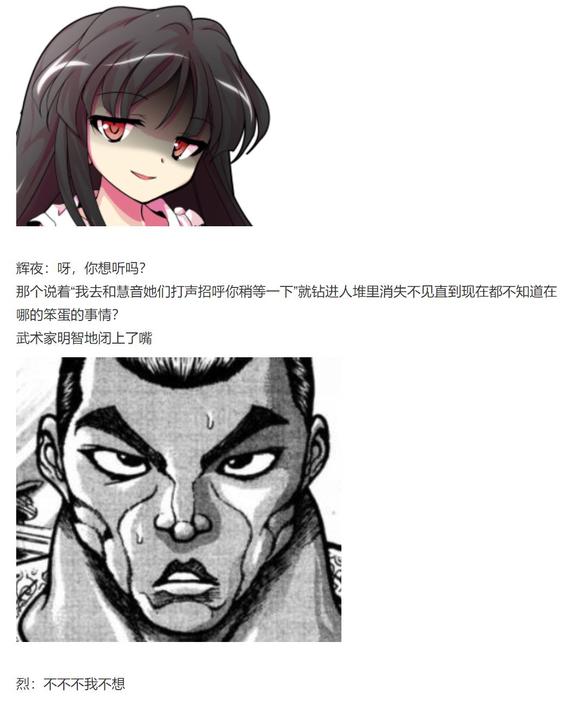 辉夜：呀，你想听吗？
那个说着“我去和慧音她们打声招呼你稍等一下”就钻进人堆里消失不见直到现在都不知道在
哪的笨蛋的事情？
武术家明智地闭上了嘴
烈：不不不我不想